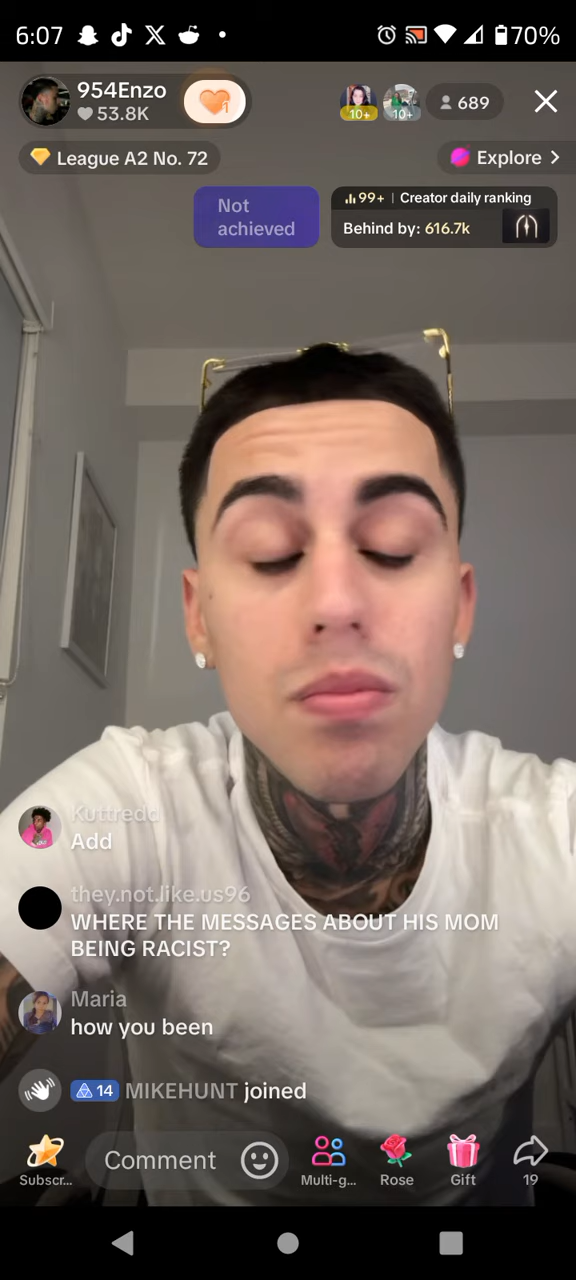 6:07
70%
954Enzo
53.8K
1
10+
10+
689
League A2 No. 72
Explore
Not
achieved
99+ | Creator daily ranking
Behind by: 616.7k
Kuttredd
Add
they.not.like.us96
WHERE THE MESSAGES ABOUT HIS MOM
BEING RACIST?
Maria
how you been
14 MIKEHUNT joined
Comment
Subscr...
Multi-g...
Rose
Gift
19